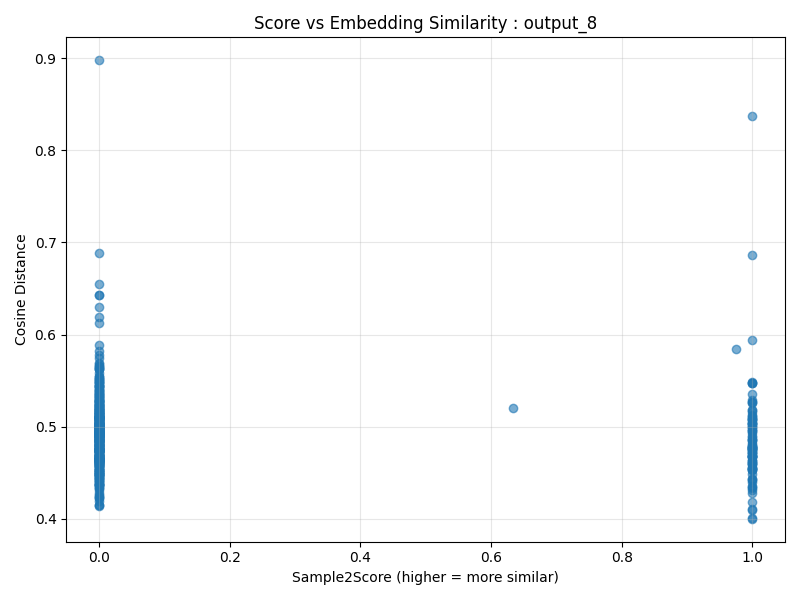 Score vs Embedding Similarity : output_8
Cosine Distance
0.9
0.8
0.7
0.6
0.5
0.4
0.0 0.2 0.4 0.6 0.8 1.0
Sample2Score (higher = more similar)